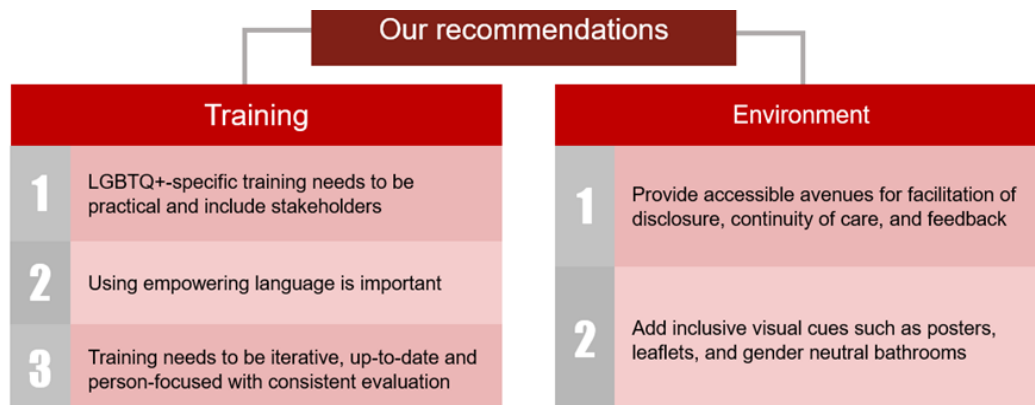 Our recommendations
Training
1
LGBTQ+-specific training needs to be
practical and include stakeholders
2
Using empowering language is important
3
Training needs to be iterative, up-to-date and
person-focused with consistent evaluation
Environment
1
Provide accessible avenues for facilitation of
disclosure, continuity of care, and feedback
2
Add inclusive visual cues such as posters,
leaflets, and gender neutral bathrooms